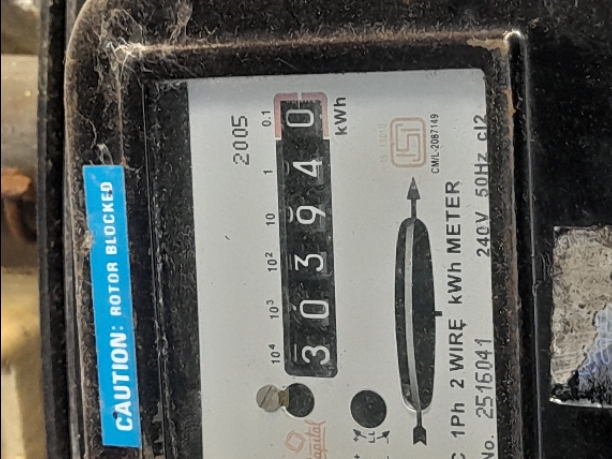 CAUTION: ROTOR BLOCKED
2005
10⁴ 10³ 10² 10 1 0.1
3 0 3 9 4 0
kWh
CM/L-2087149
1Ph 2 WIRE kWh METER
240V 50Hz cl2
No. 2516041